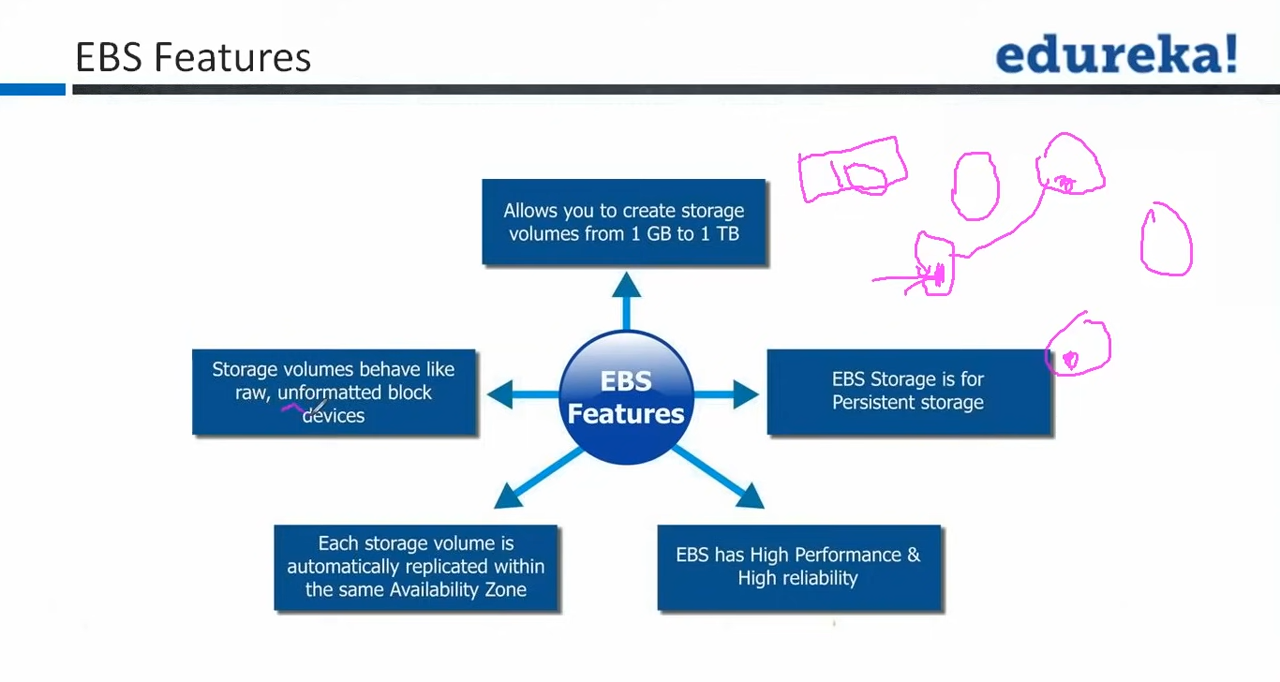 EBS Features
edureka!
Allows you to create storage
volumes from 1 GB to 1 TB
Storage volumes behave like
raw, unformatted block
devices
EBS
Features
EBS Storage is for
Persistent storage
Each storage volume is
automatically replicated within
the same Availability Zone
EBS has High Performance &
High reliability